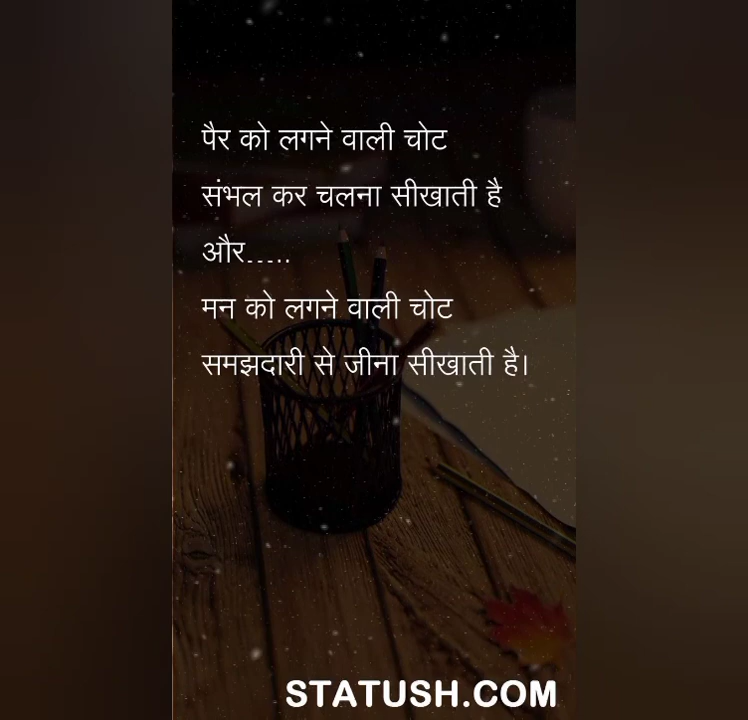 पैर को लगने वाली चोट
संभल कर चलना सीखाती है
और.....
मन को लगने वाली चोट
समझदारी से जीना सीखाती है।
STATUSH.COM